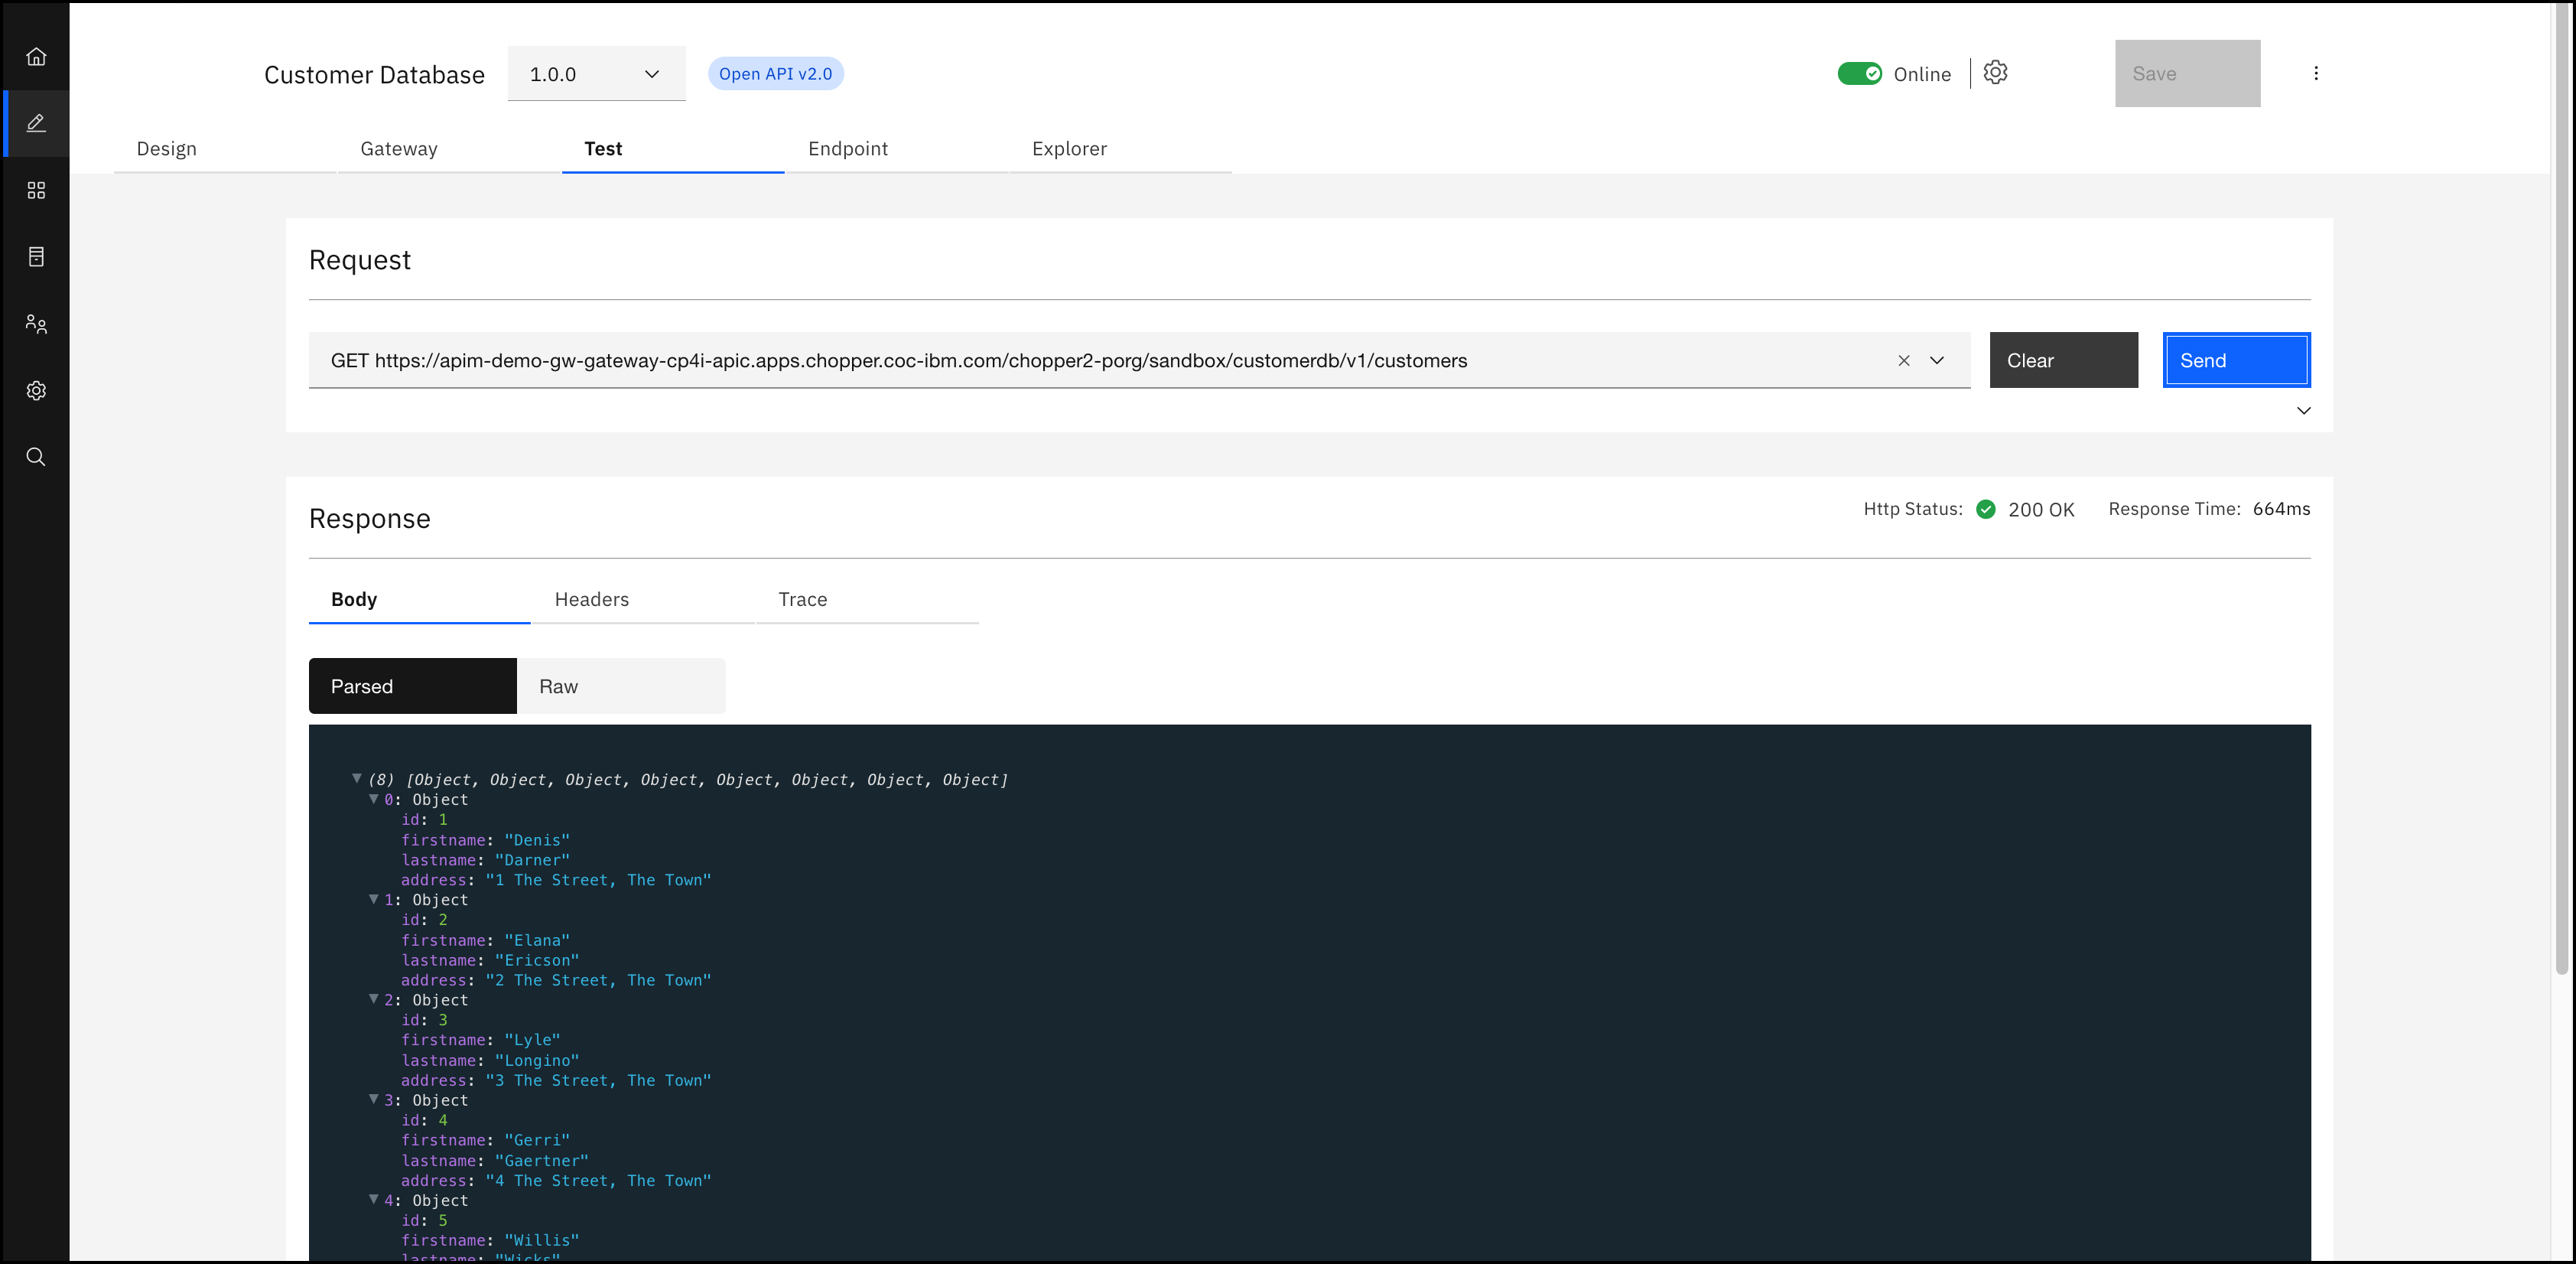 Customer Database 1.0.0 Open API v2.0 Online Save
Design Gateway Test Endpoint Explorer
Request
GET https://apim-demo-gw-gateway-cp4i-apic.apps.chopper.coc-ibm.com/chopper2-porg/sandbox/customerdb/v1/customers Clear Send
Response Http Status: 200 OK Response Time: 664ms
Body Headers Trace
Parsed Raw
(8) [Object, Object, Object, Object, Object, Object, Object, Object]
0: Object
id: 1
firstname: "Denis"
lastname: "Darner"
address: "1 The Street, The Town"
1: Object
id: 2
firstname: "Elana"
lastname: "Ericson"
address: "2 The Street, The Town"
2: Object
id: 3
firstname: "Lyle"
lastname: "Longino"
address: "3 The Street, The Town"
3: Object
id: 4
firstname: "Gerri"
lastname: "Gaertner"
address: "4 The Street, The Town"
4: Object
id: 5
firstname: "Willis"
lastname: "Wicks"